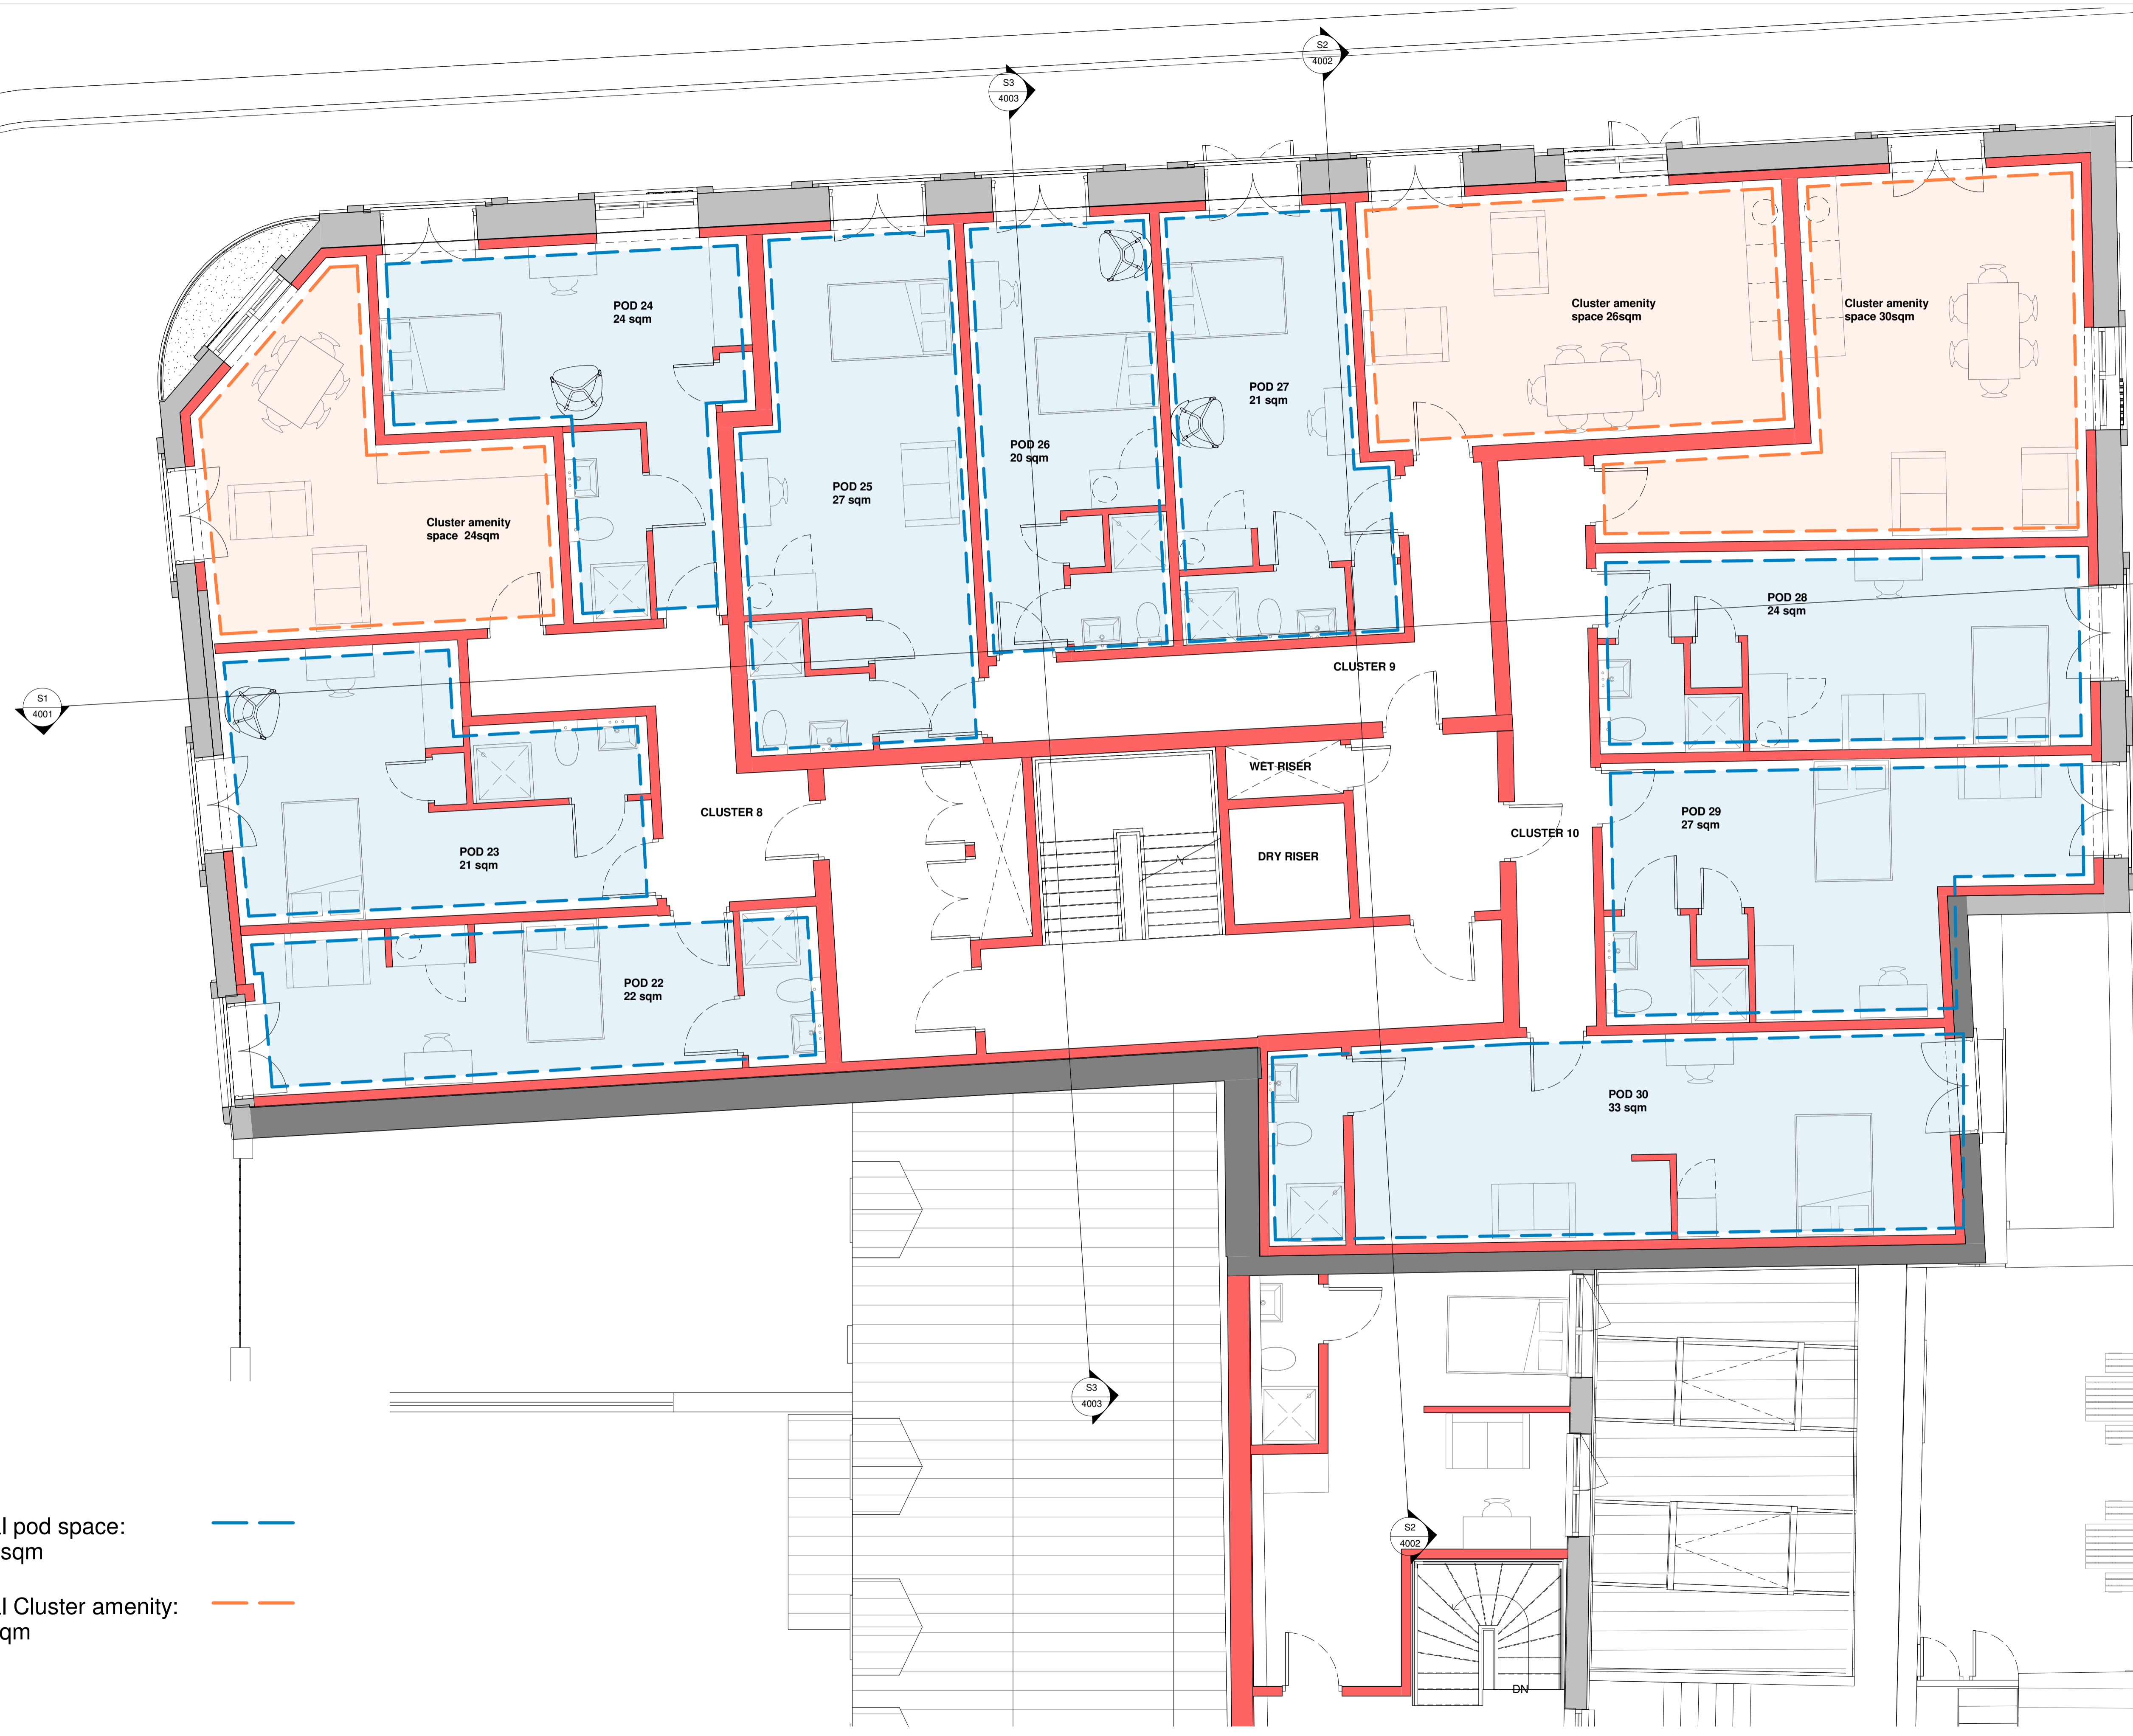 S2
4002
S3
4003
POD 24
24 sqm
Cluster amenity
space 26sqm
Cluster amenity
space 30sqm
POD 27
21 sqm
POD 26
20 sqm
POD 25
27 sqm
Cluster amenity
space 24sqm
POD 28
24 sqm
CLUSTER 9
S1
4001
WET RISER
CLUSTER 8
POD 29
27 sqm
CLUSTER 10
POD 23
21 sqm
DRY RISER
POD 22
22 sqm
POD 30
33 sqm
S3
4003
l pod space:
sqm
S2
4002
l Cluster amenity:
qm
DN